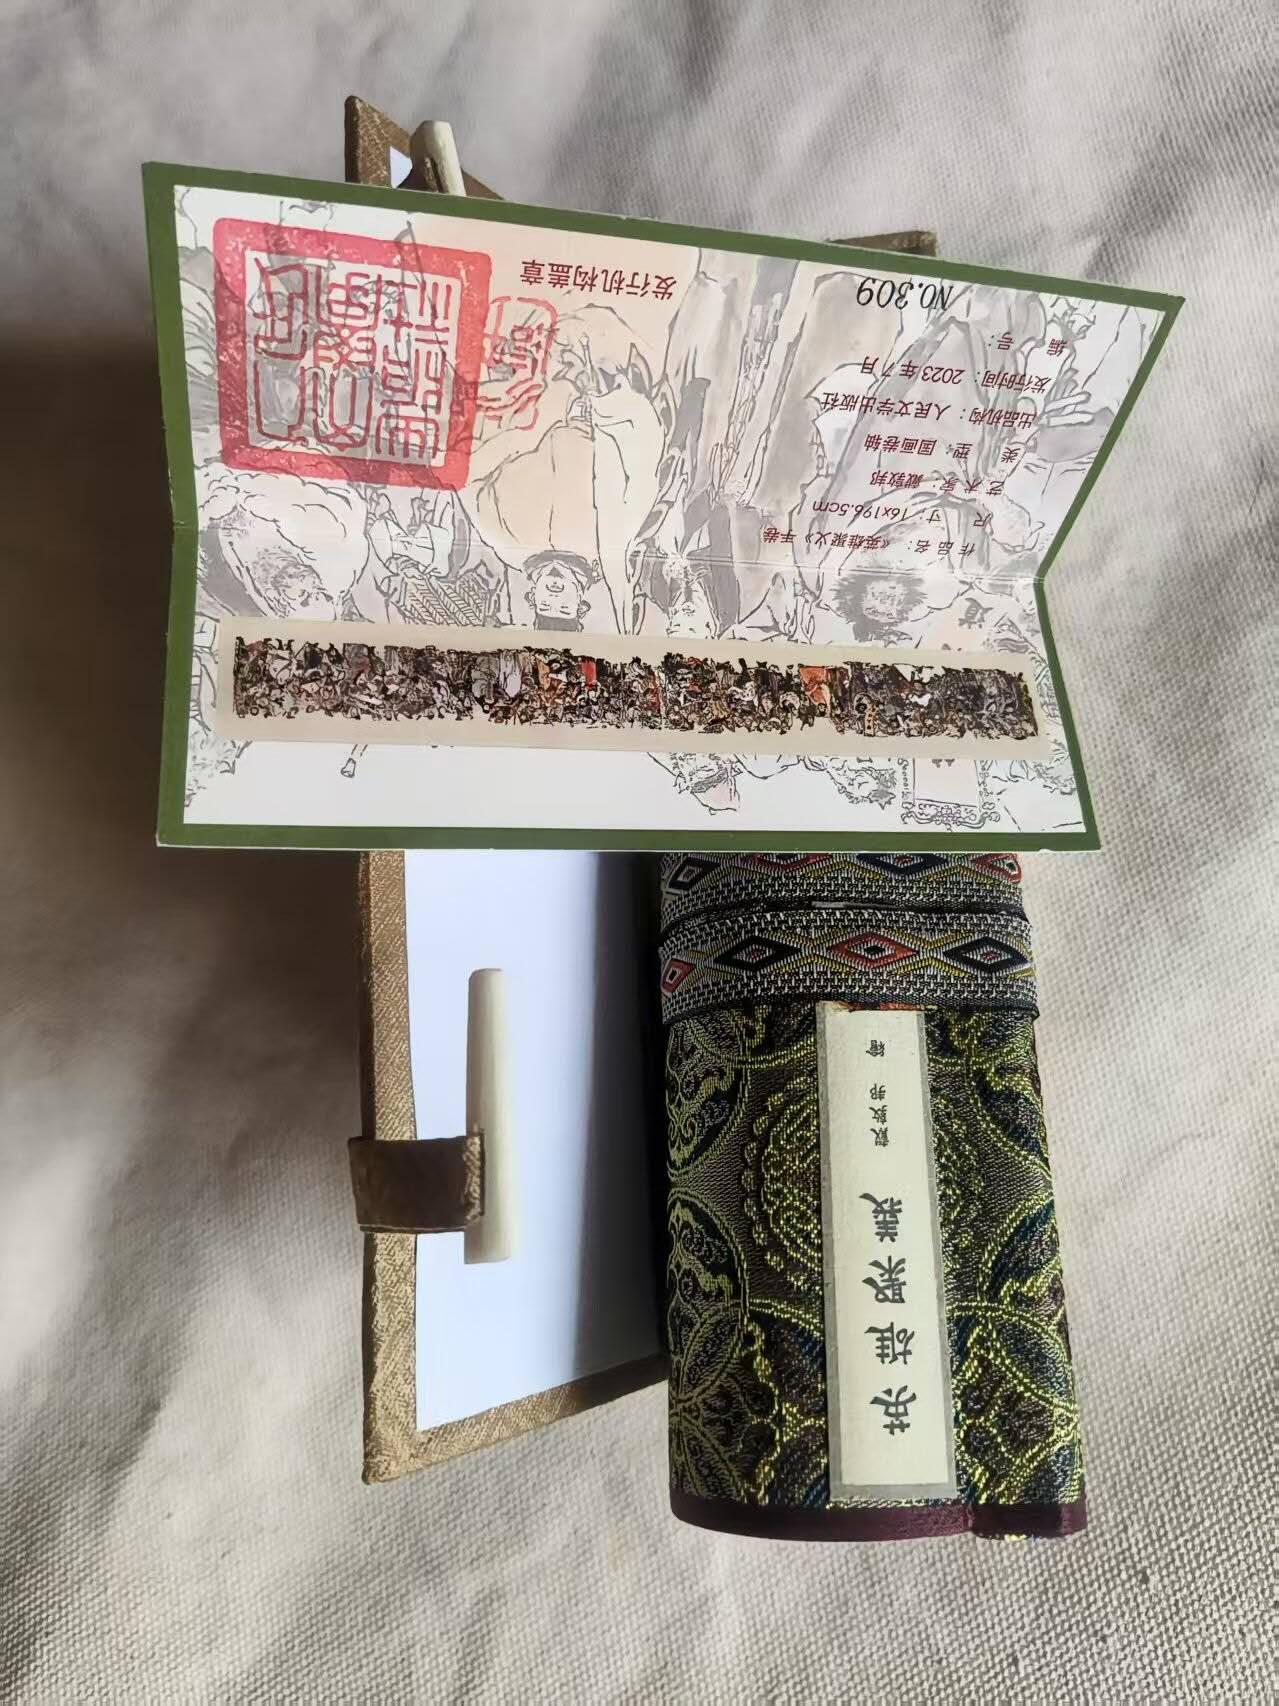 作品名：《英雄聚义》手卷
尺　　寸：16x196.5cm
艺术家：戴敦邦
类　　型：国画卷轴
出品机构：人民文学出版社
发行时间：2023年7月
编　　号：
NO.309
发行机构盖章
英雄聚義
戴敦邦 繪